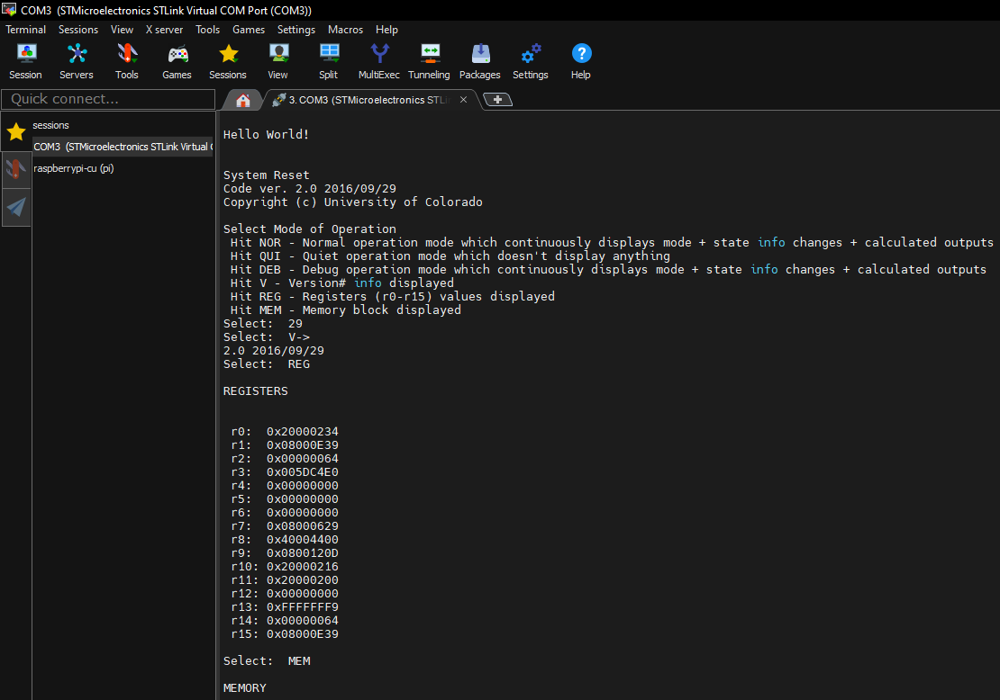 COM3 (STMicroelectronics STLink Virtual COM Port (COM3))
Terminal Sessions View X server Tools Games Settings Macros Help
Session Servers Tools Games Sessions View Split MultiExec Tunneling Packages Settings Help
Quick connect...
3. COM3 (STMicroelectronics STLi
sessions
COM3 (STMicroelectronics STLink Virtual C
raspberrypi-cu (pi)
Hello World!
System Reset
Code ver. 2.0 2016/09/29
Copyright (c) University of Colorado
Select Mode of Operation
Hit NOR - Normal operation mode which continuously displays mode + state info changes + calculated outputs
Hit QUI - Quiet operation mode which doesn't display anything
Hit DEB - Debug operation mode which continuously displays mode + state info changes + calculated outputs
Hit V - Version# info displayed
Hit REG - Registers (r0-r15) values displayed
Hit MEM - Memory block displayed
Select: 29
Select: V->
2.0 2016/09/29
Select: REG
REGISTERS
r0: 0x20000234
r1: 0x08000E39
r2: 0x00000064
r3: 0x005DC4E0
r4: 0x00000000
r5: 0x00000000
r6: 0x00000000
r7: 0x08000629
r8: 0x40004400
r9: 0x0800120D
r10: 0x20000216
r11: 0x20000200
r12: 0x00000000
r13: 0xFFFFFFF9
r14: 0x00000064
r15: 0x08000E39
Select: MEM
MEMORY